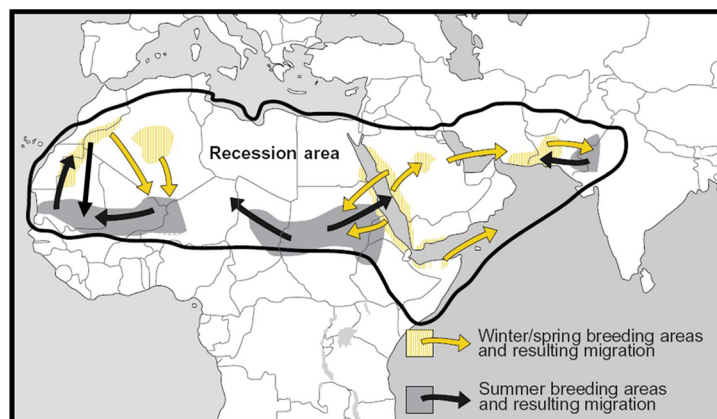 Recession area
Winter/spring breeding areas
and resulting migration
Summer breeding areas
and resulting migration